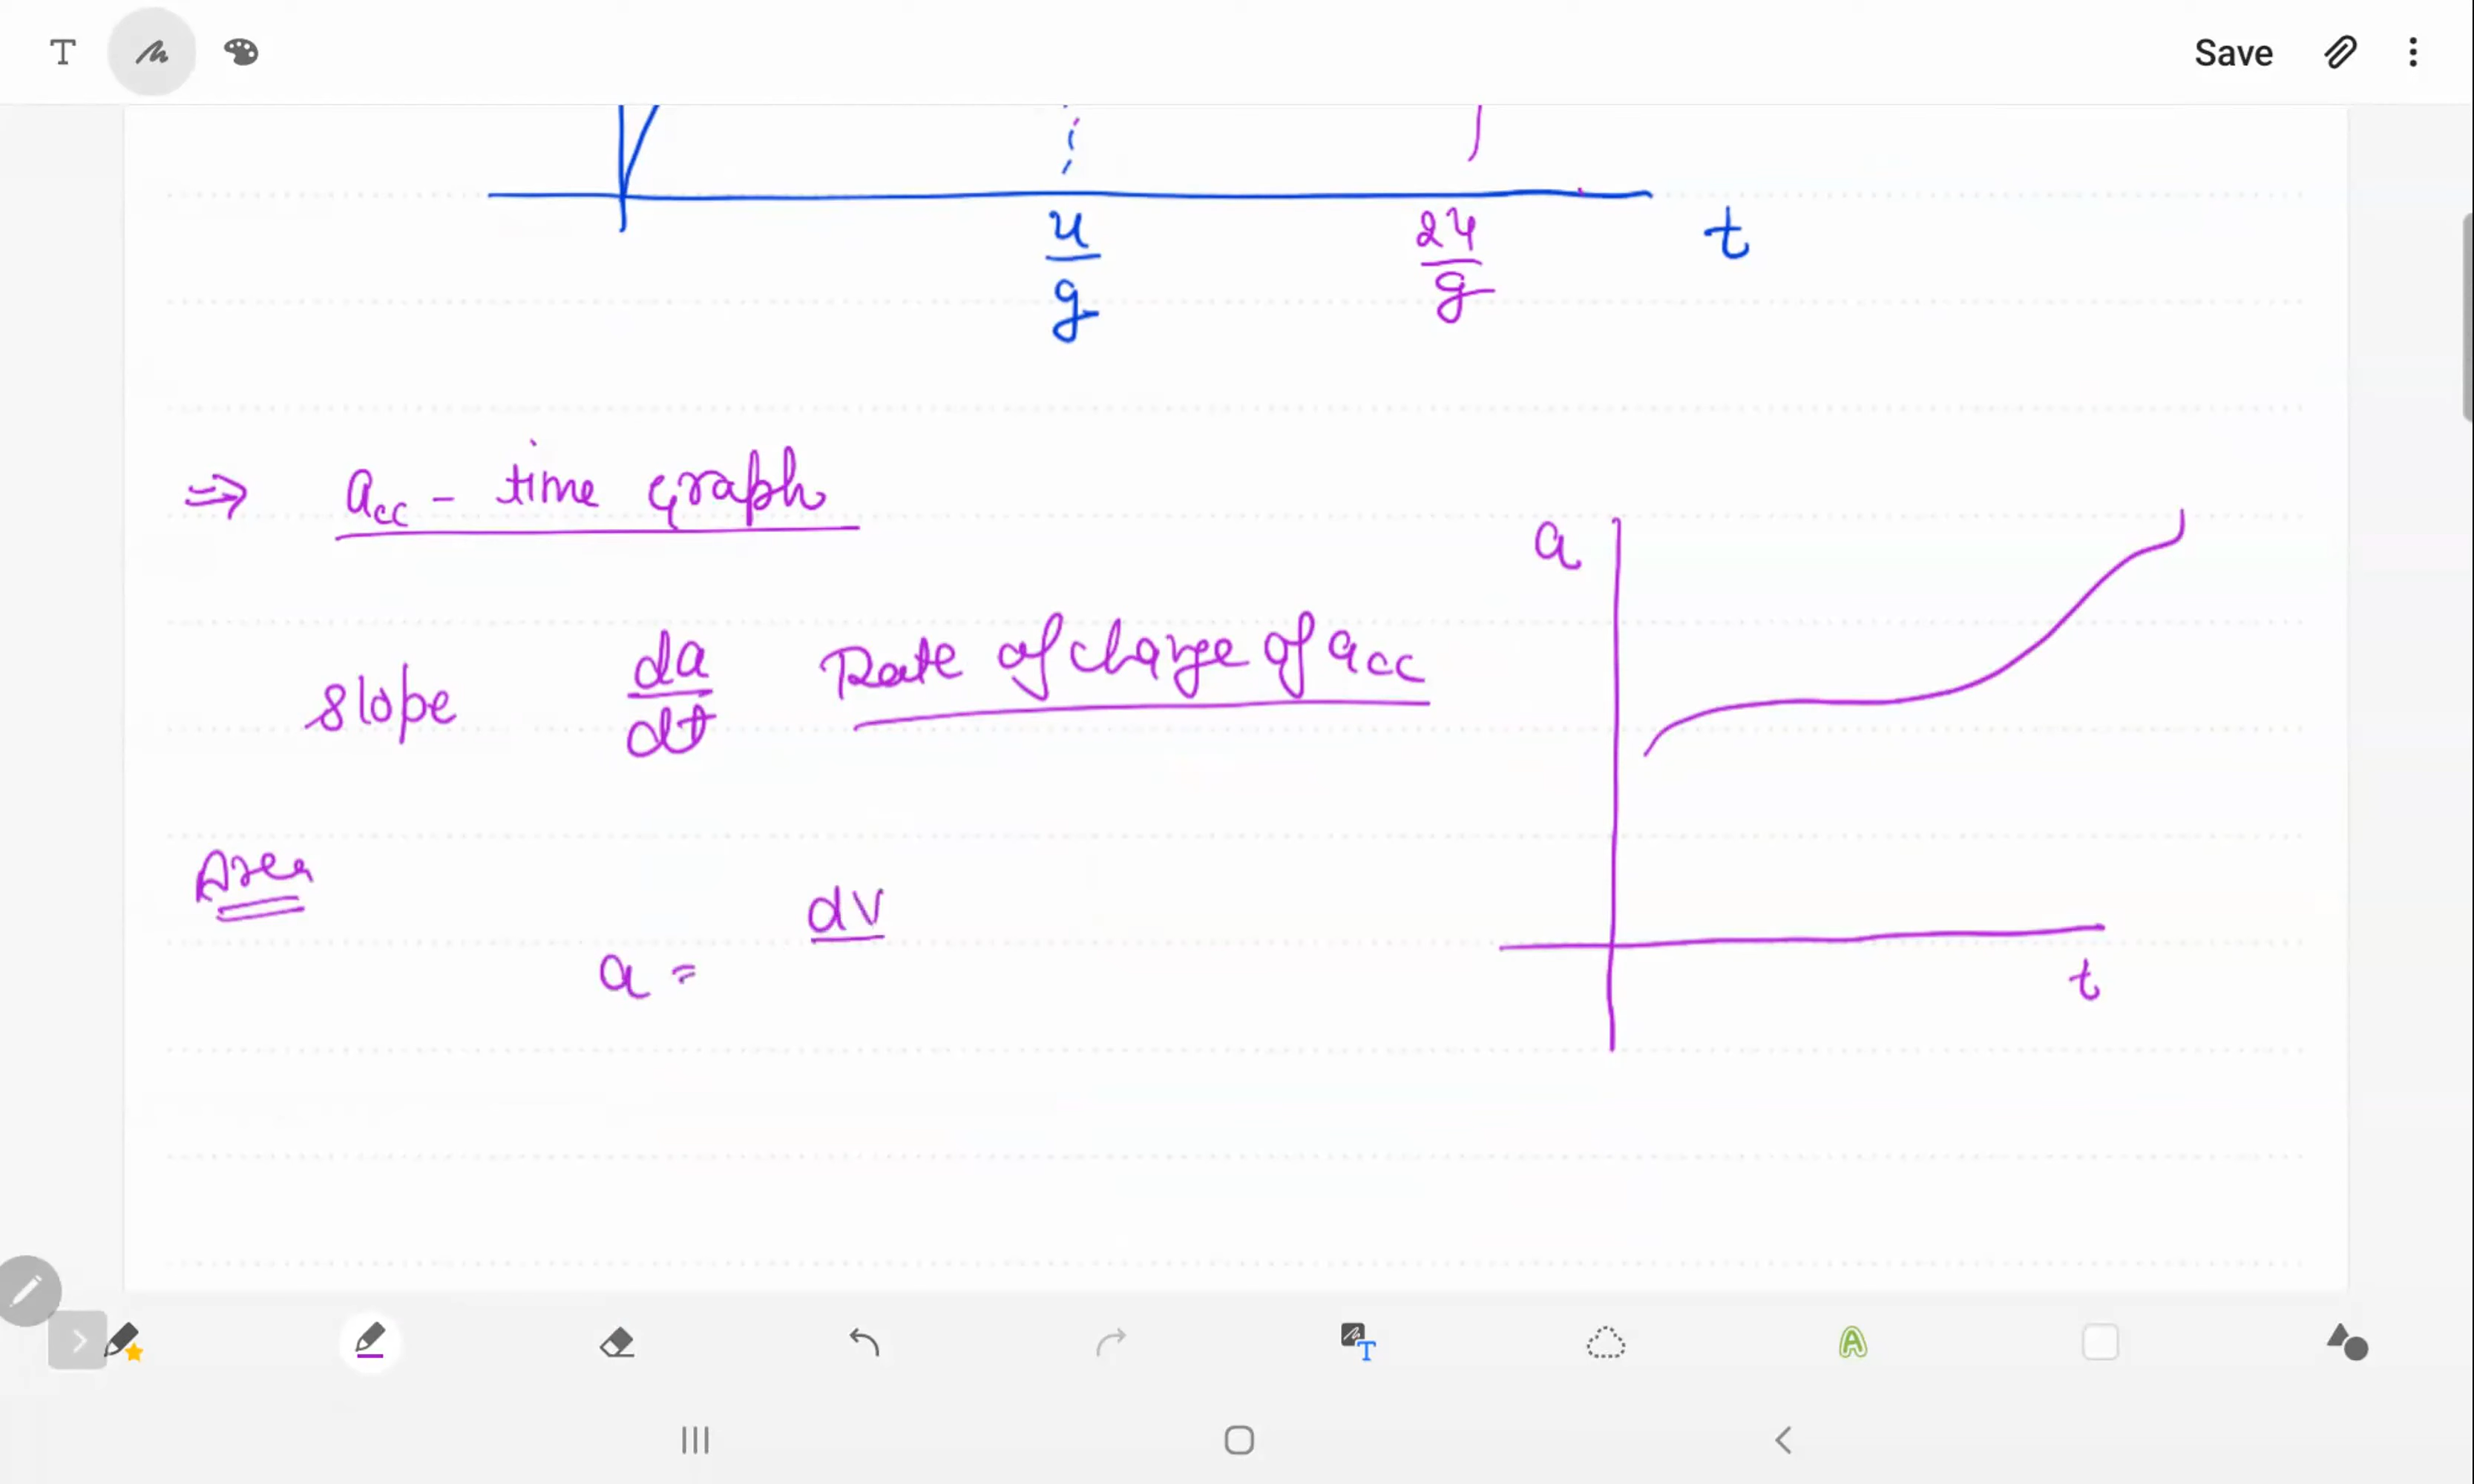 Save
u
g
2u
g
t
⇒ acc - time graph
a
slope da Rate of change of acc
dt
Area
dv
a =
t